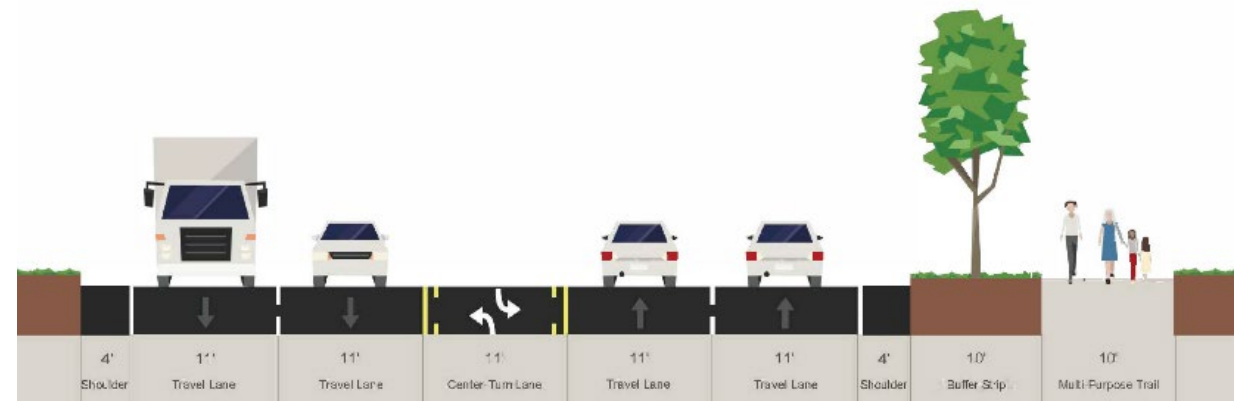 4' 11' 11' 11' 11' 11' 4' 10' 10'
Shoulder Travel Lane Travel Lane Center-Turn Lane Travel Lane Travel Lane Shoulder Buffer Strip Multi-Purpose Trail